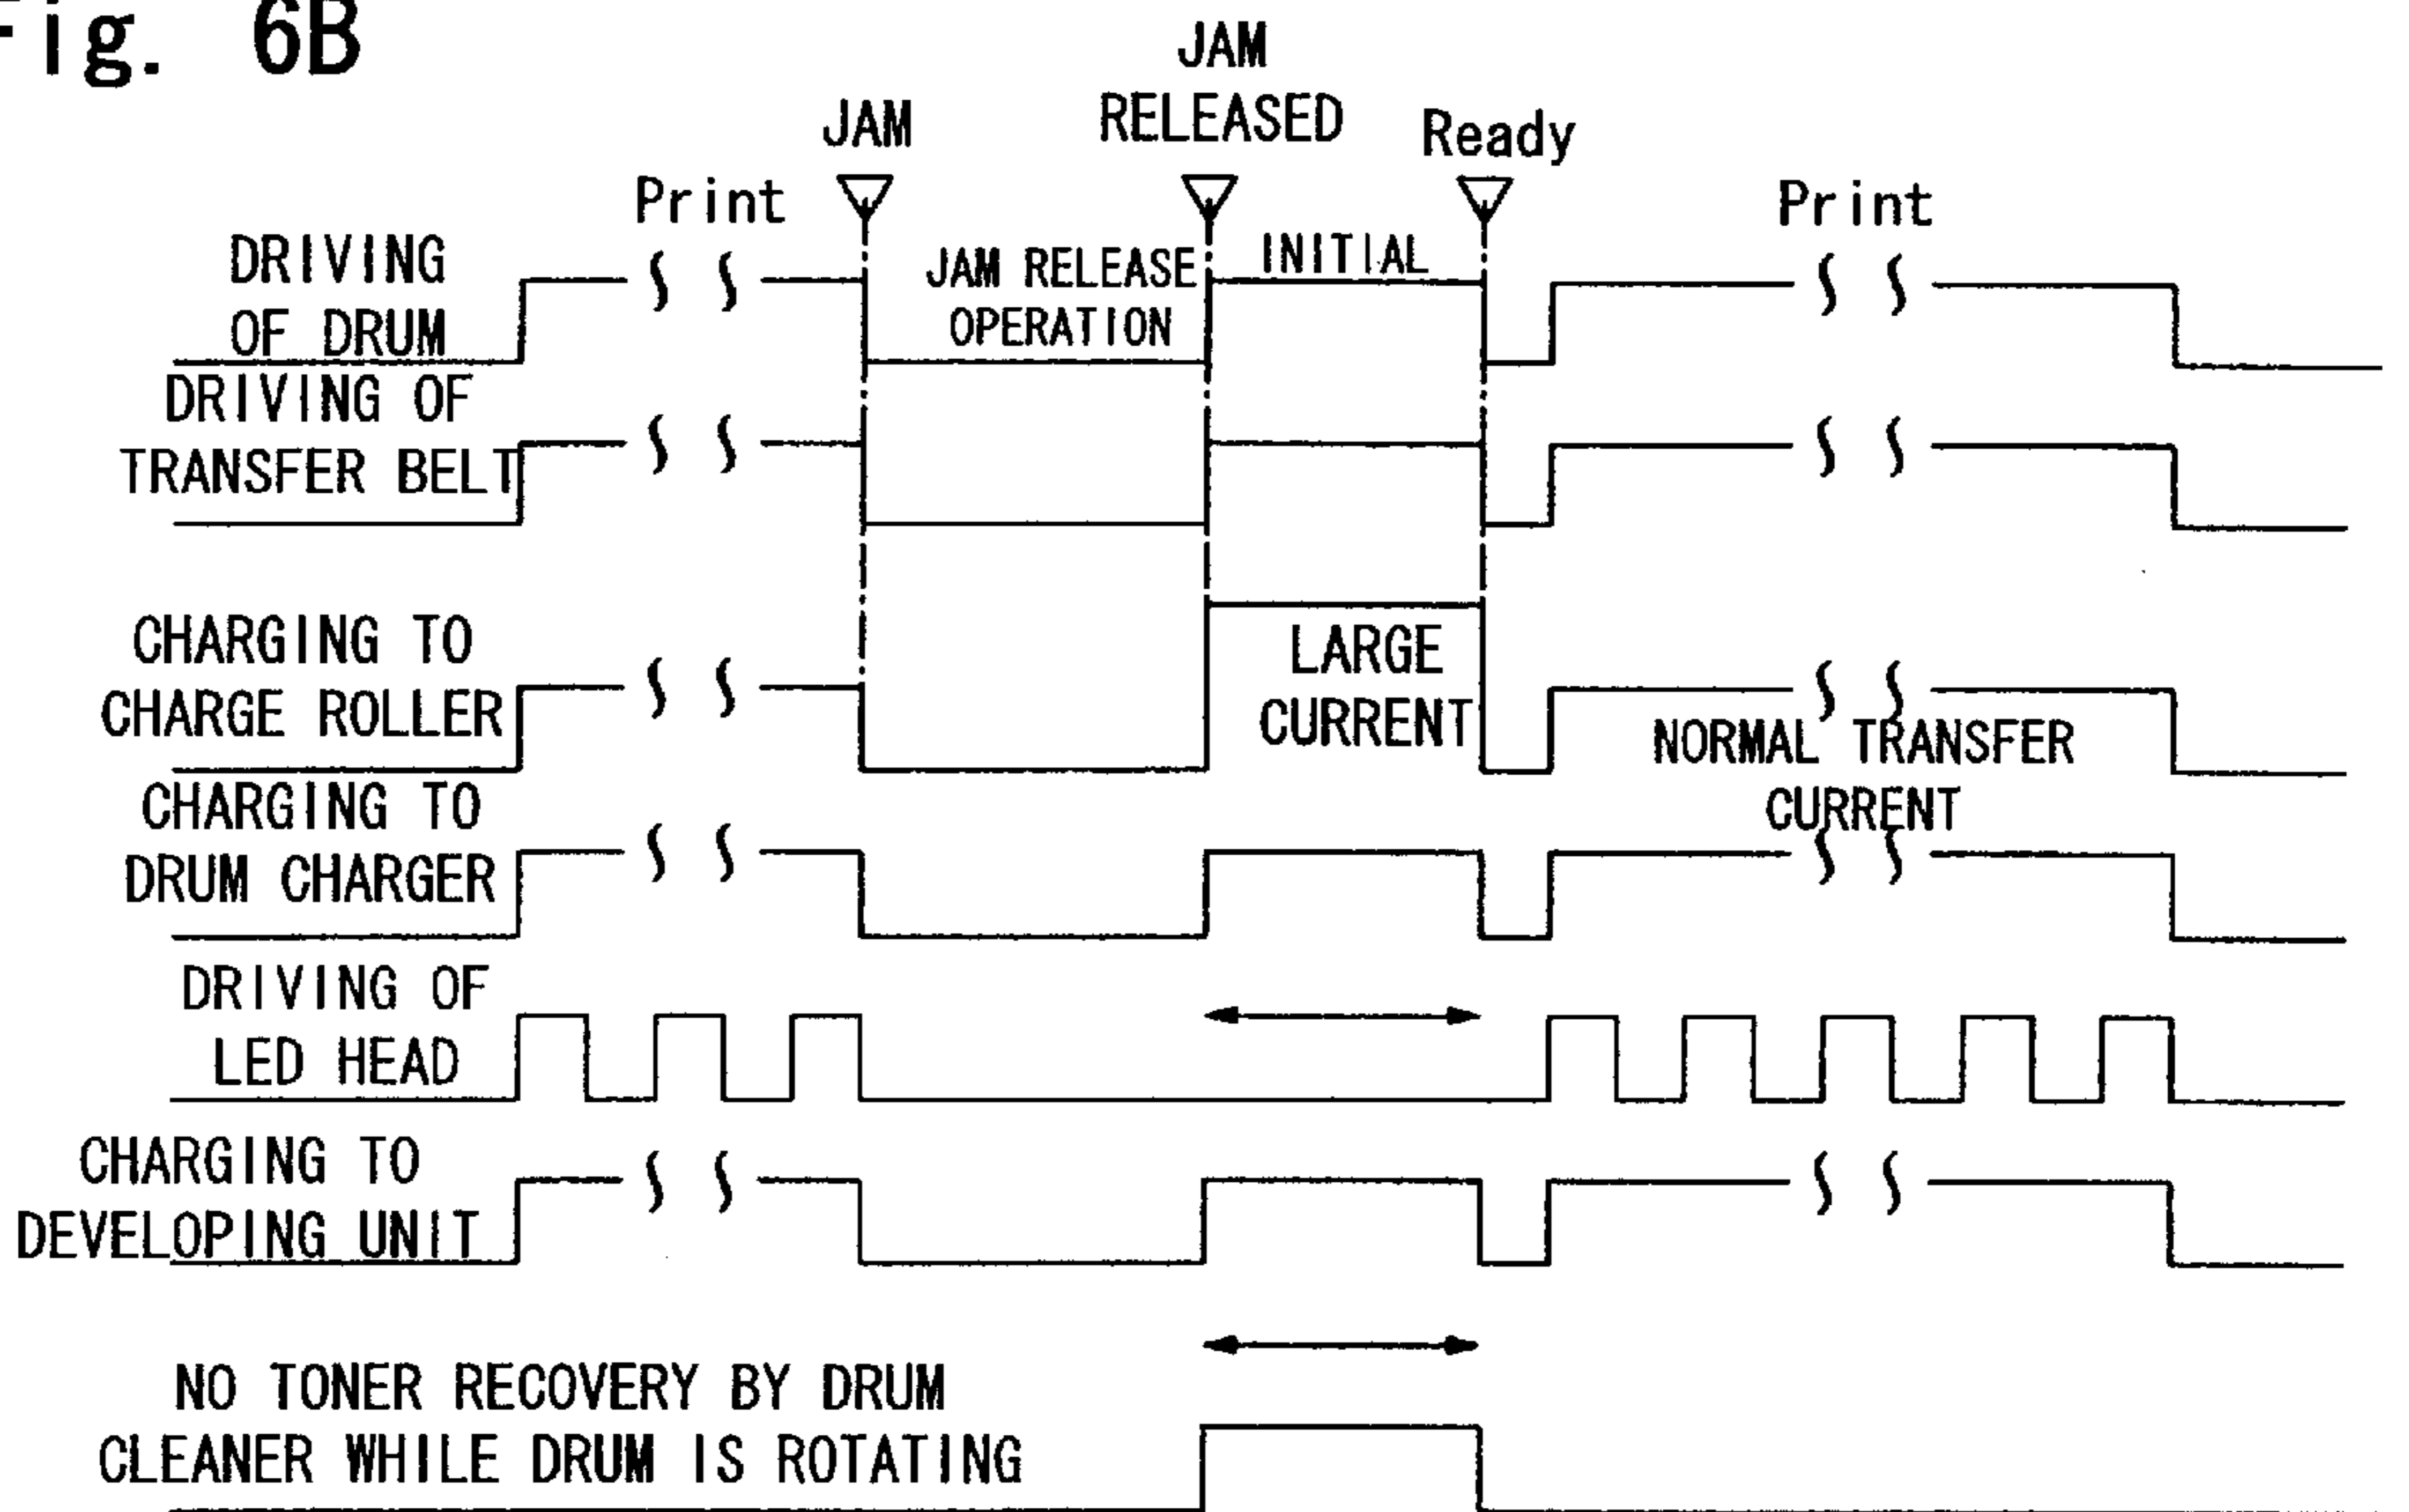 Fig. 6B
JAM
RELEASED
JAM
Ready
Print
Print
DRIVING
OF DRUM
JAM RELEASE
OPERATION
INITIAL
DRIVING OF
TRANSFER BELT
CHARGING TO
CHARGE ROLLER
LARGE
CURRENT
NORMAL TRANSFER
CURRENT
CHARGING TO
DRUM CHARGER
DRIVING OF
LED HEAD
CHARGING TO
DEVELOPING UNIT
NO TONER RECOVERY BY DRUM
CLEANER WHILE DRUM IS ROTATING